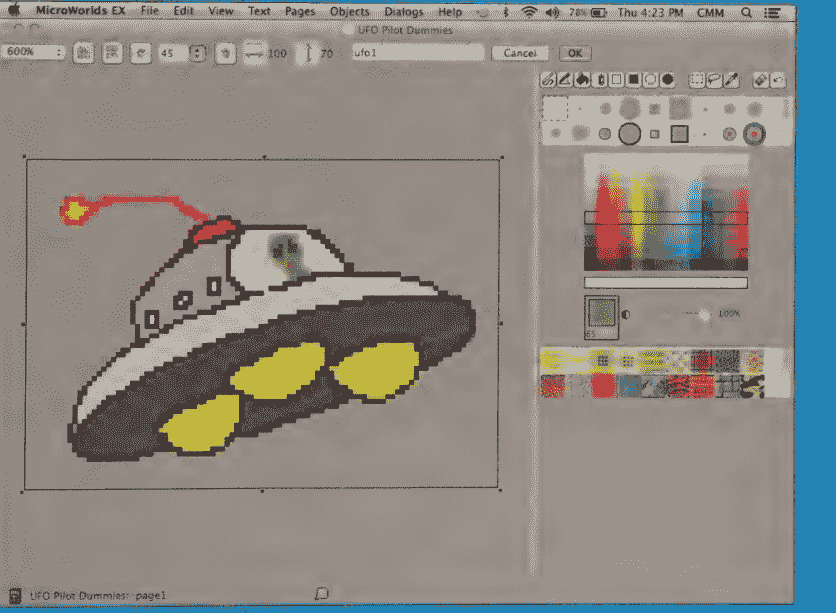 MicroWorlds EX File Edit View Text Pages Objects Dialogs Help 78% Thu 4:23 PM CMM
UFO Pilot Dummies
600% 45 100 70 ufo1 Cancel OK
100%
65
UFO Pilot Dummies: page1